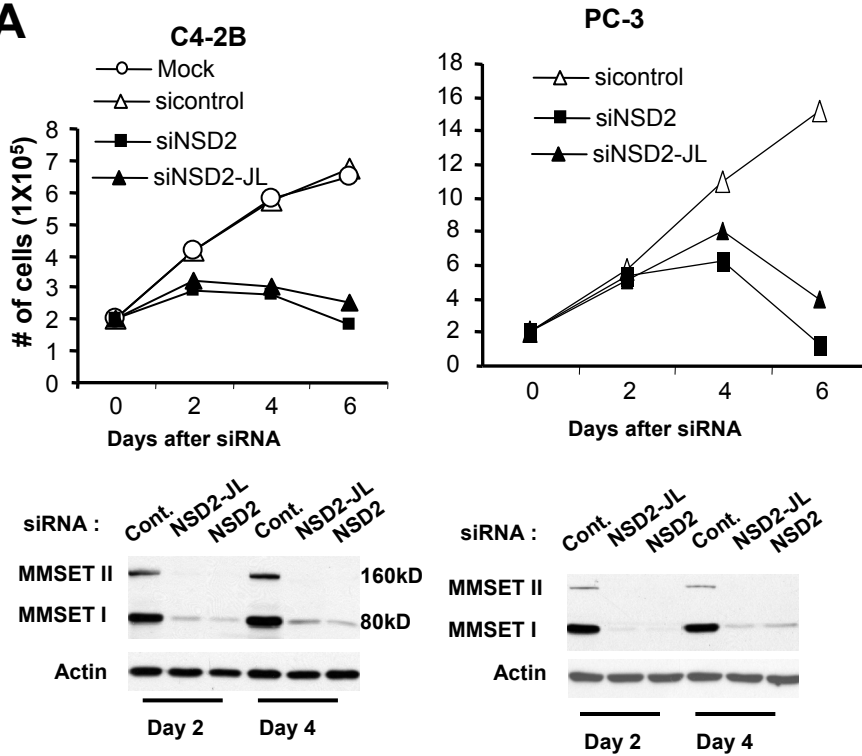 A
C4-2B
Mock
sicontrol
siNSD2
siNSD2-JL
# of cells (1X10⁵)
8
7
6
5
4
3
2
1
0
0 2 4 6
Days after siRNA
PC-3
sicontrol
siNSD2
siNSD2-JL
18
16
14
12
10
8
6
4
2
0
0 2 4 6
Days after siRNA
siRNA : Cont. NSD2-JL NSD2 Cont. NSD2-JL NSD2
MMSET II 160kD
MMSET I 80kD
Actin
Day 2 Day 4
siRNA : Cont. NSD2-JL NSD2 Cont. NSD2-JL NSD2
MMSET II
MMSET I
Actin
Day 2 Day 4